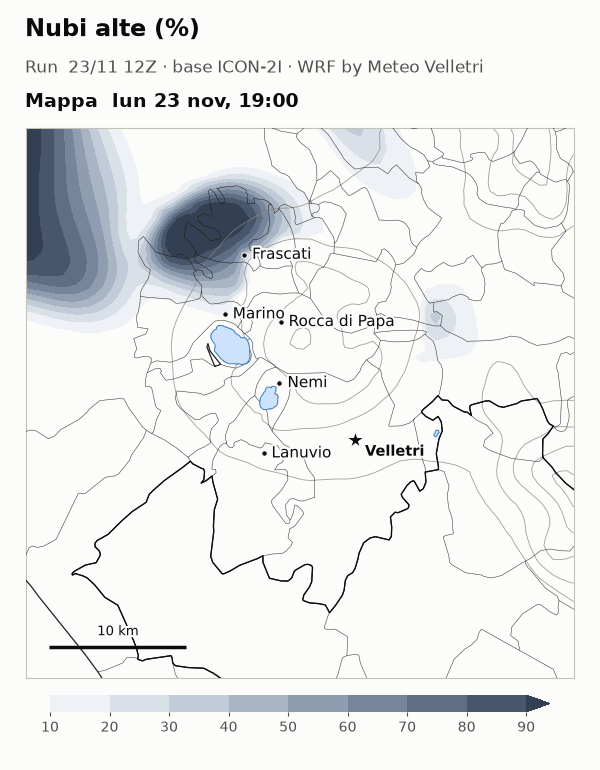 Nubi alte (%)
Run 23/11 12Z · base ICON-2I · WRF by Meteo Velletri
Mappa lun 23 nov, 19:00
Frascati
Marino
Rocca di Papa
Nemi
Velletri
Lanuvio
10 km
10 20 30 40 50 60 70 80 90